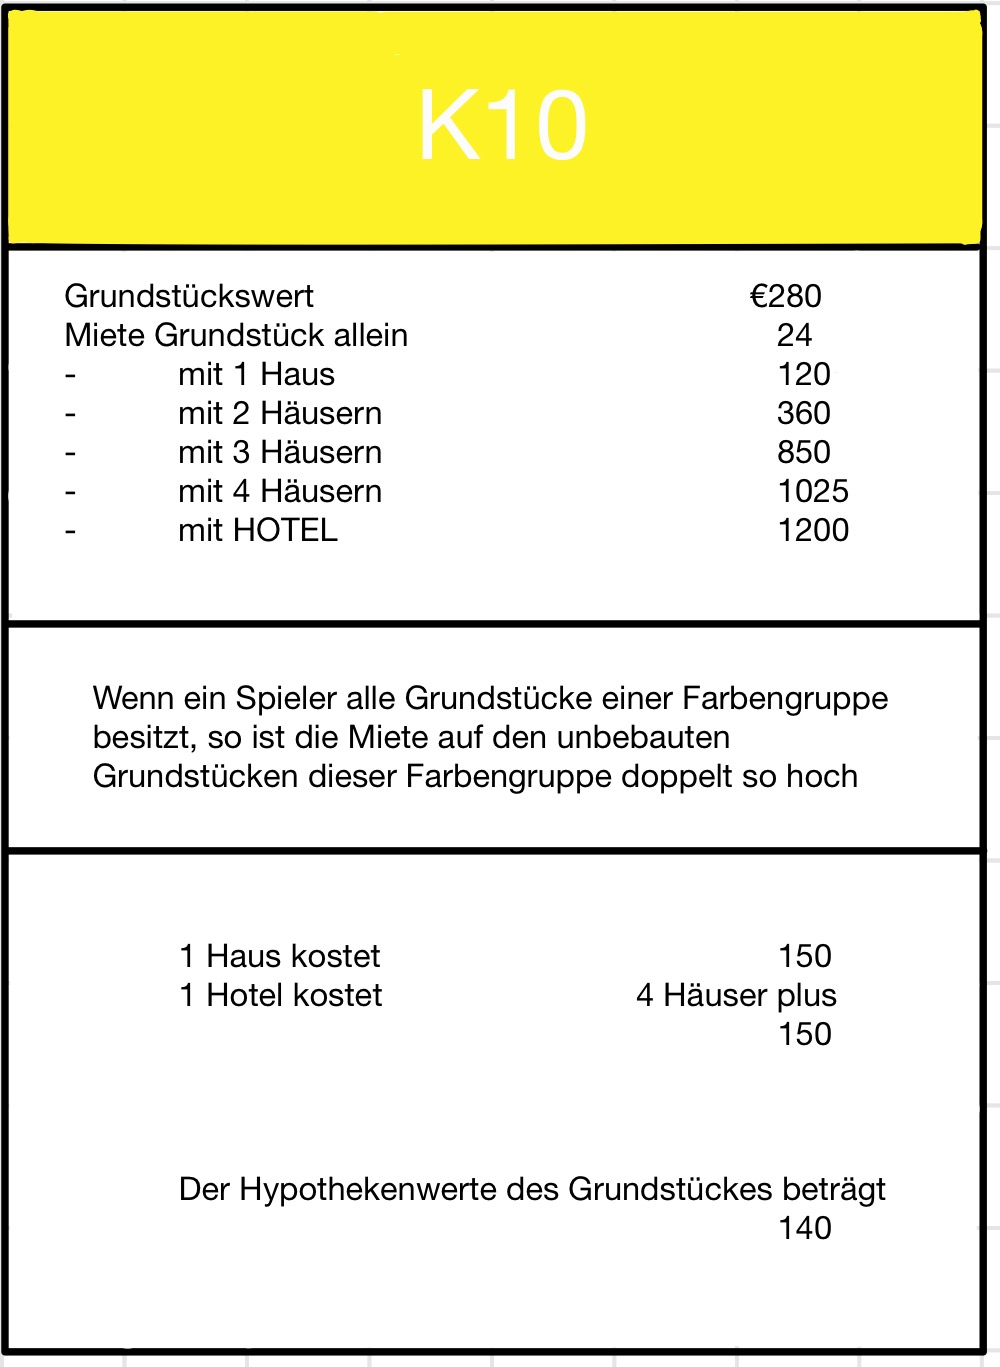 K10
Grundstückswert €280
Miete Grundstück allein 24
- mit 1 Haus 120
- mit 2 Häusern 360
- mit 3 Häusern 850
- mit 4 Häusern 1025
- mit HOTEL 1200
Wenn ein Spieler alle Grundstücke einer Farbengruppe
besitzt, so ist die Miete auf den unbebauten
Grundstücken dieser Farbengruppe doppelt so hoch
1 Haus kostet 150
1 Hotel kostet 4 Häuser plus
150
Der Hypothekenwerte des Grundstückes beträgt
140